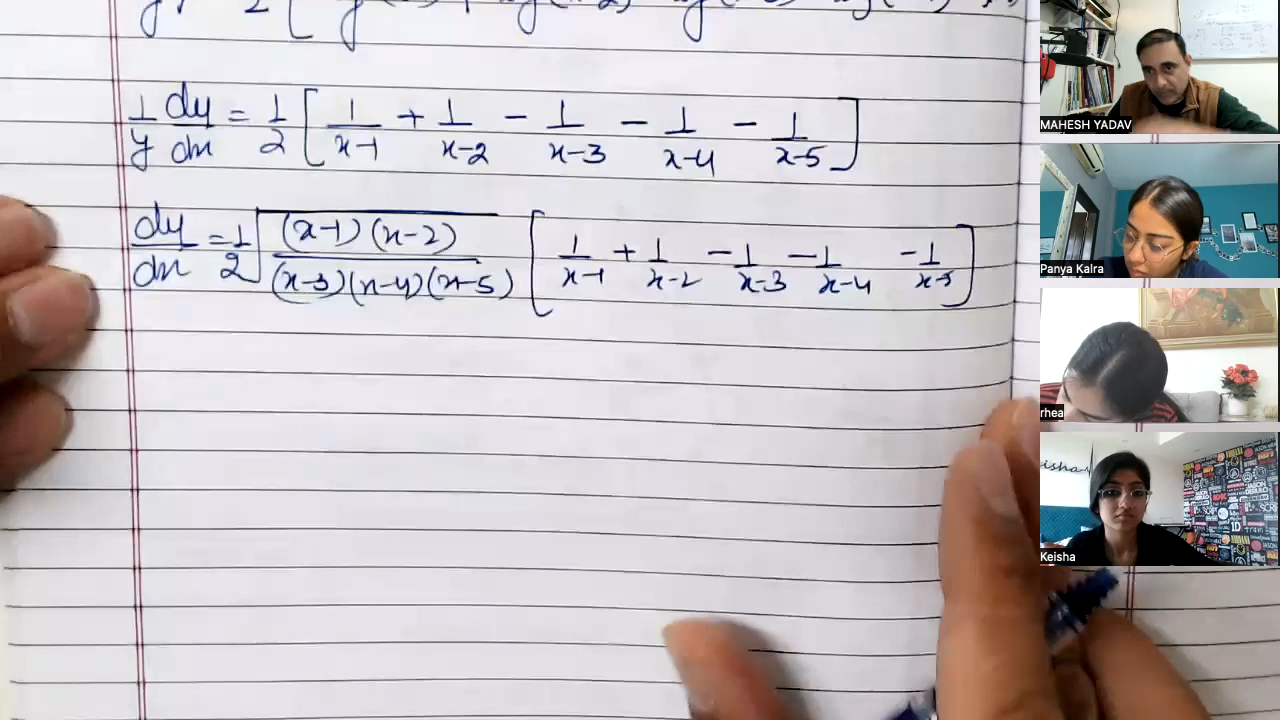 1/y dy/dx = 1/2 [ 1/x-1 + 1/x-2 - 1/x-3 - 1/x-4 - 1/x-5 ]
dy/dx = 1/2 √((x-1)(x-2)/(x-3)(x-4)(x-5)) [ 1/x-1 + 1/x-2 - 1/x-3 - 1/x-4 - 1/x-5 ]
MAHESH YADAV
Panya Kalra
rhea
Keisha